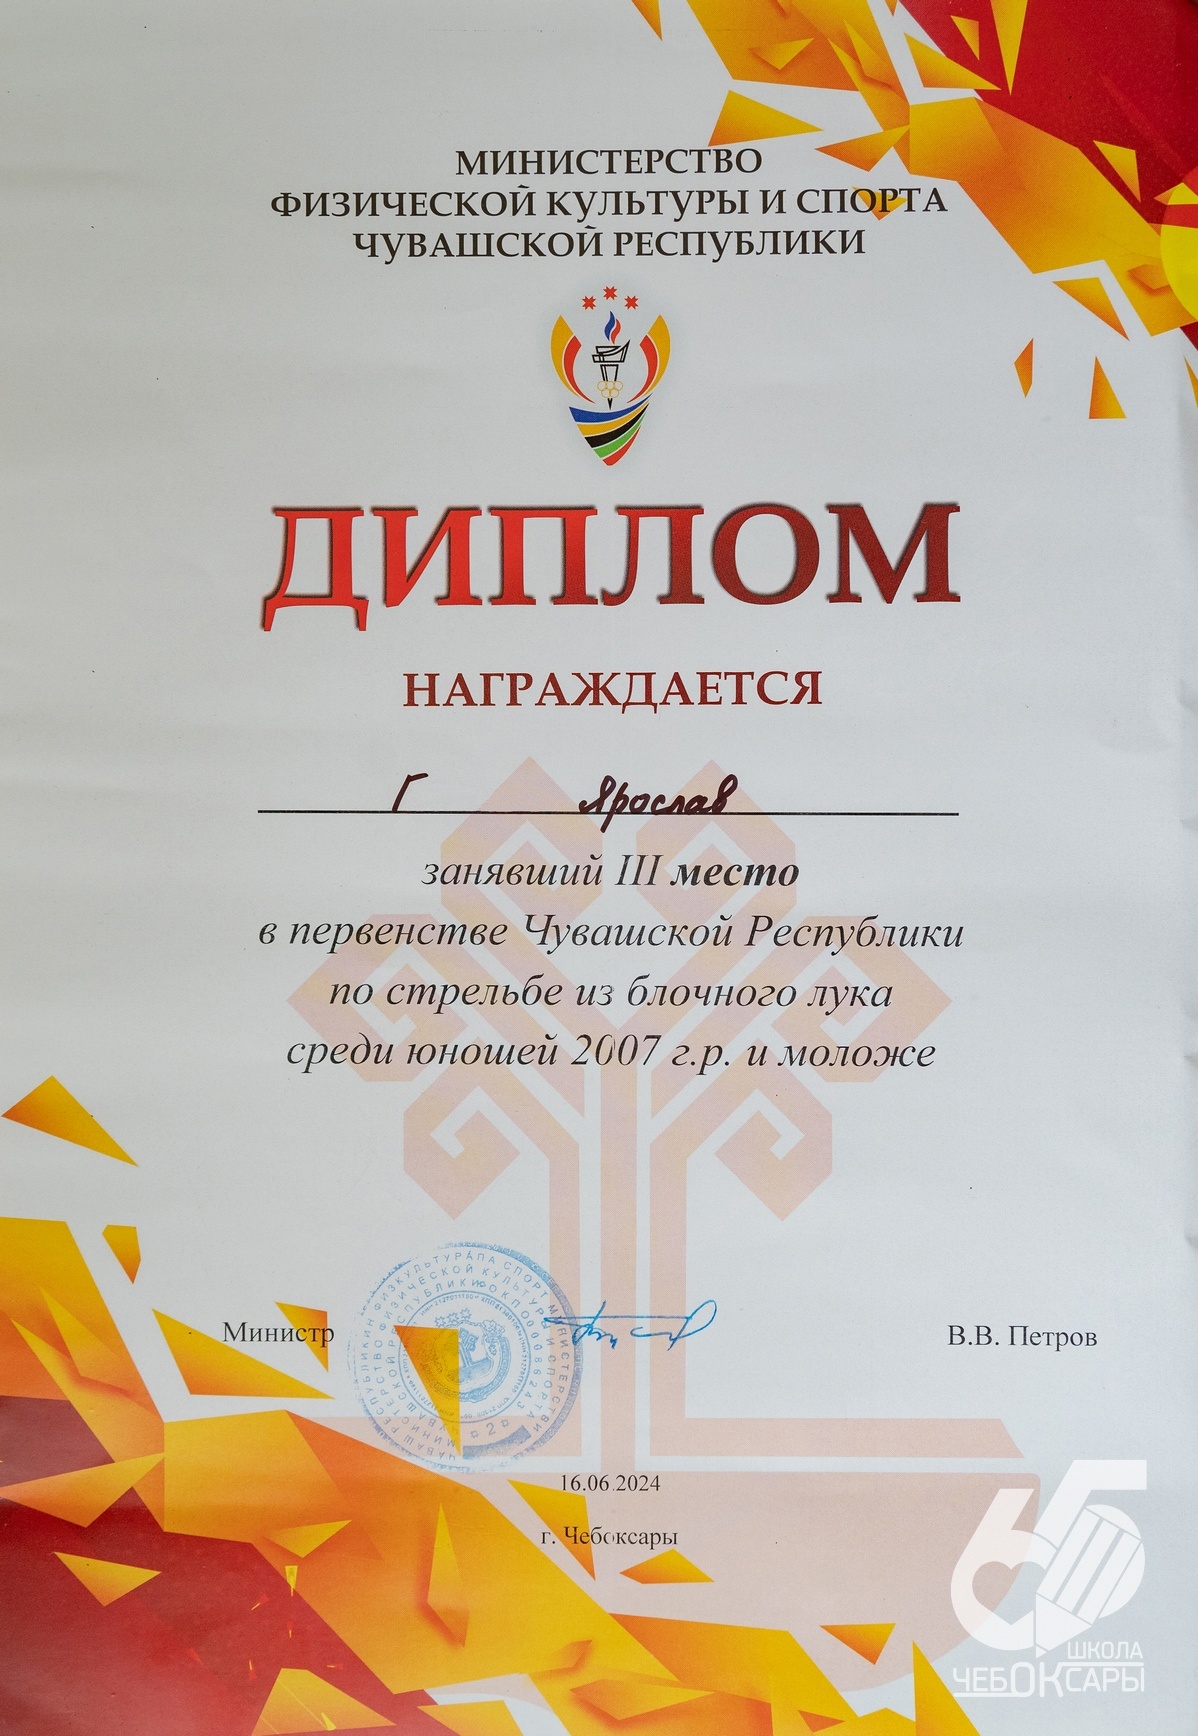 МИНИСТЕРСТВО
ФИЗИЧЕСКОЙ КУЛЬТУРЫ И СПОРТА
ЧУВАШСКОЙ РЕСПУБЛИКИ
ДИПЛОМ
НАГРАЖДАЕТСЯ
Г Ярослав
занявший III место
в первенстве Чувашской Республики
по стрельбе из блочного лука
среди юношей 2007 г.р. и моложе
Министр
В.В. Петров
16.06.2024
г. Чебоксары
65
ШКОЛА
ЧЕБОКСАРЫ